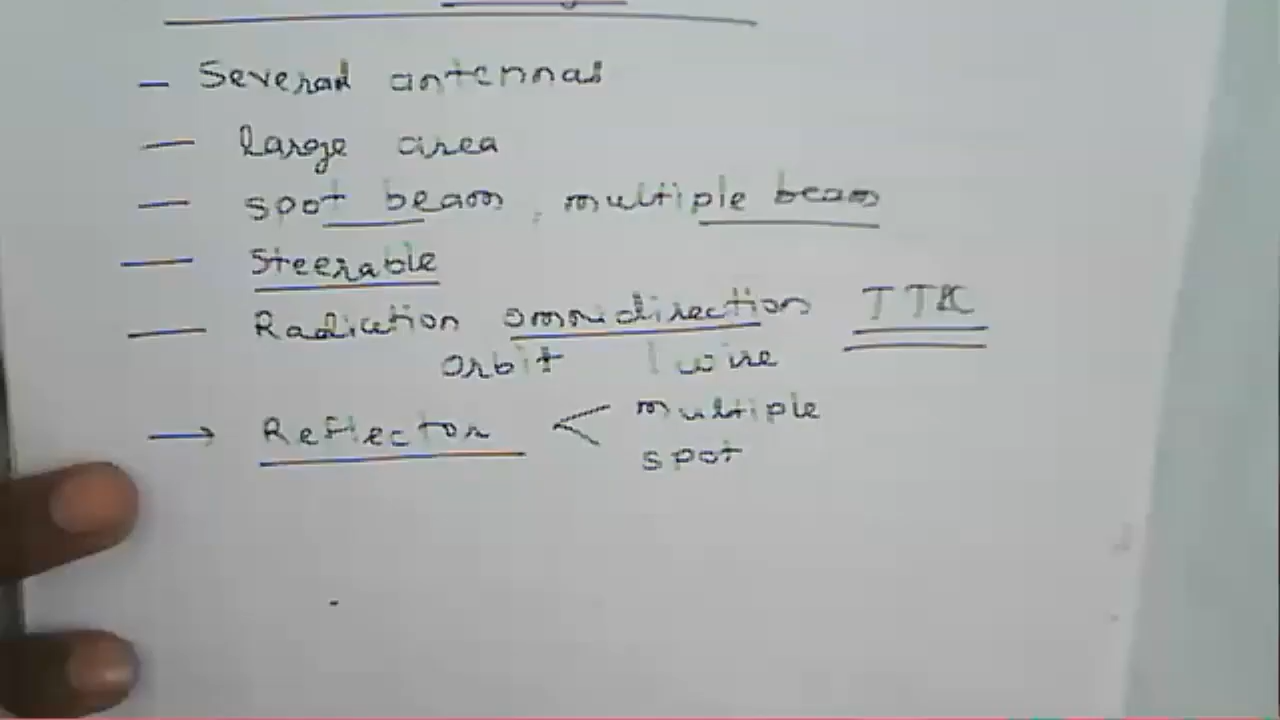 - Several antennas
- large area
- spot beam, multiple beam
- Steerable
- Radiation omnidirection TTC
orbit | wire
→ Reflector < multiple
spot